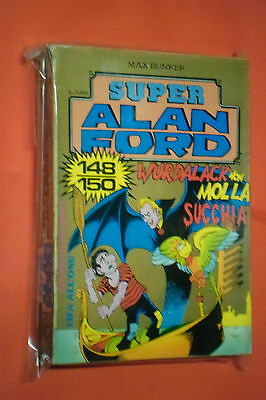 MAX BUNKER
SUPER
ALAN
FORD
148
150
WURDALACK
NON
MOLLA
SUCCHIA